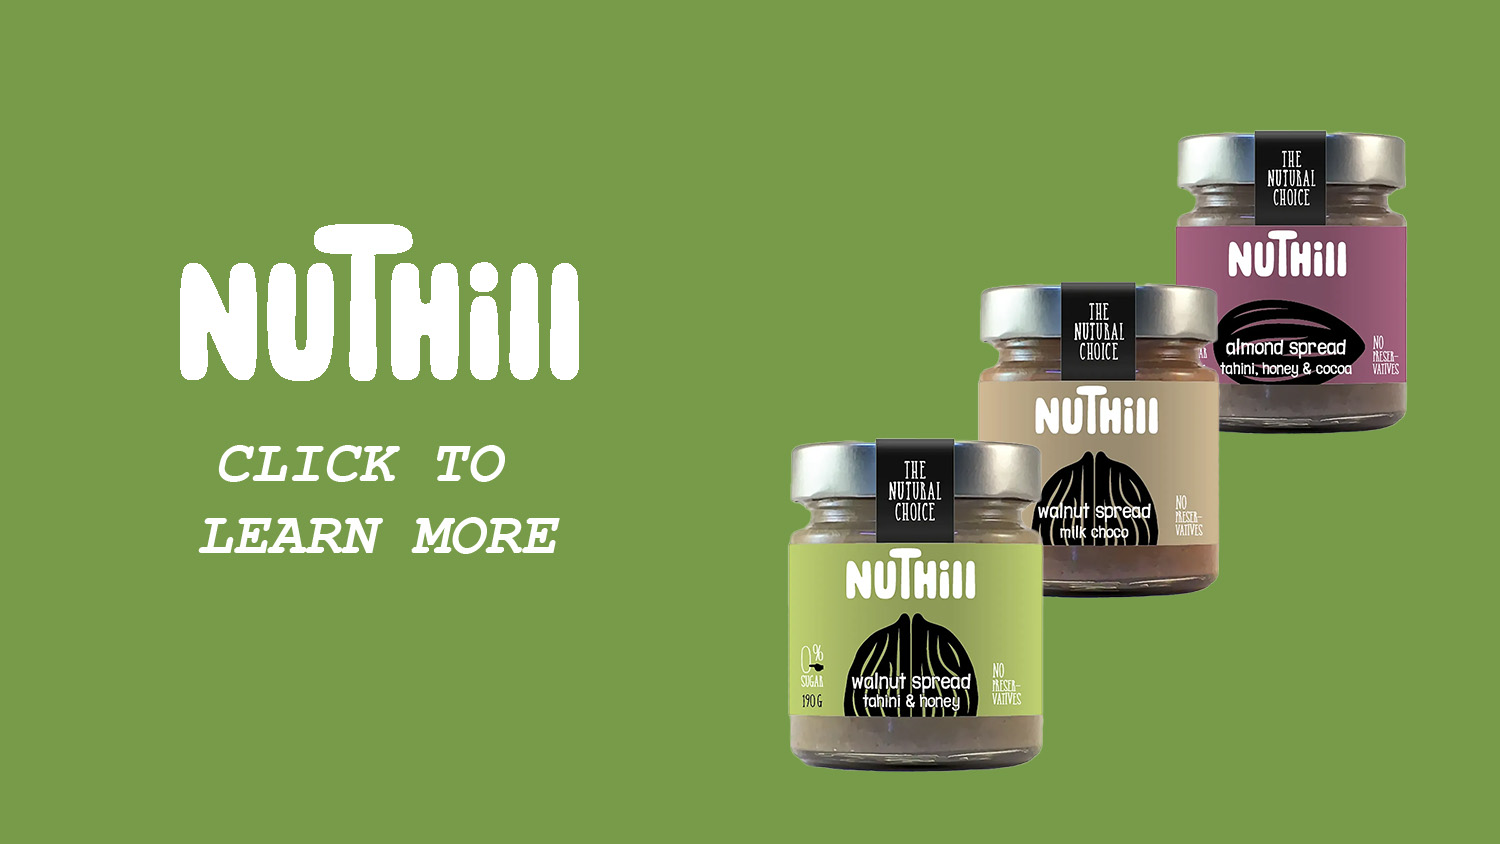 NUTHill
CLICK TO
LEARN MORE
THE
NUTURAL
CHOICE
NUTHill
almond spread
tahini, honey & cocoa
NO
PRESER-
VATIVES
THE
NUTURAL
CHOICE
NUTHill
walnut spread
milk choco
NO
PRESER-
VATIVES
THE
NUTURAL
CHOICE
NUTHill
0%
SUGAR
190 G
walnut spread
tahini & honey
NO
PRESER-
VATIVES